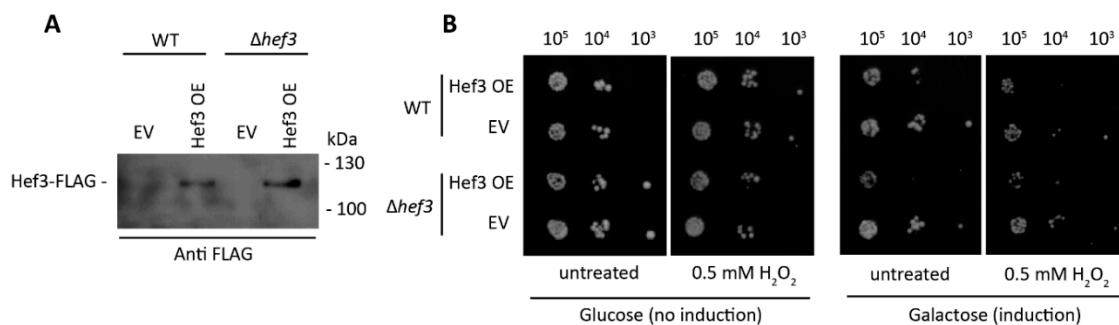 A
WT Δhef3
EV Hef3 OE EV Hef3 OE
kDa
Hef3-FLAG -
- 130
- 100
Anti FLAG
B
10⁵ 10⁴ 10³ 10⁵ 10⁴ 10³ 10⁵ 10⁴ 10³ 10⁵ 10⁴ 10³
WT
Hef3 OE
EV
Δhef3
Hef3 OE
EV
untreated 0.5 mM H₂O₂ untreated 0.5 mM H₂O₂
Glucose (no induction) Galactose (induction)